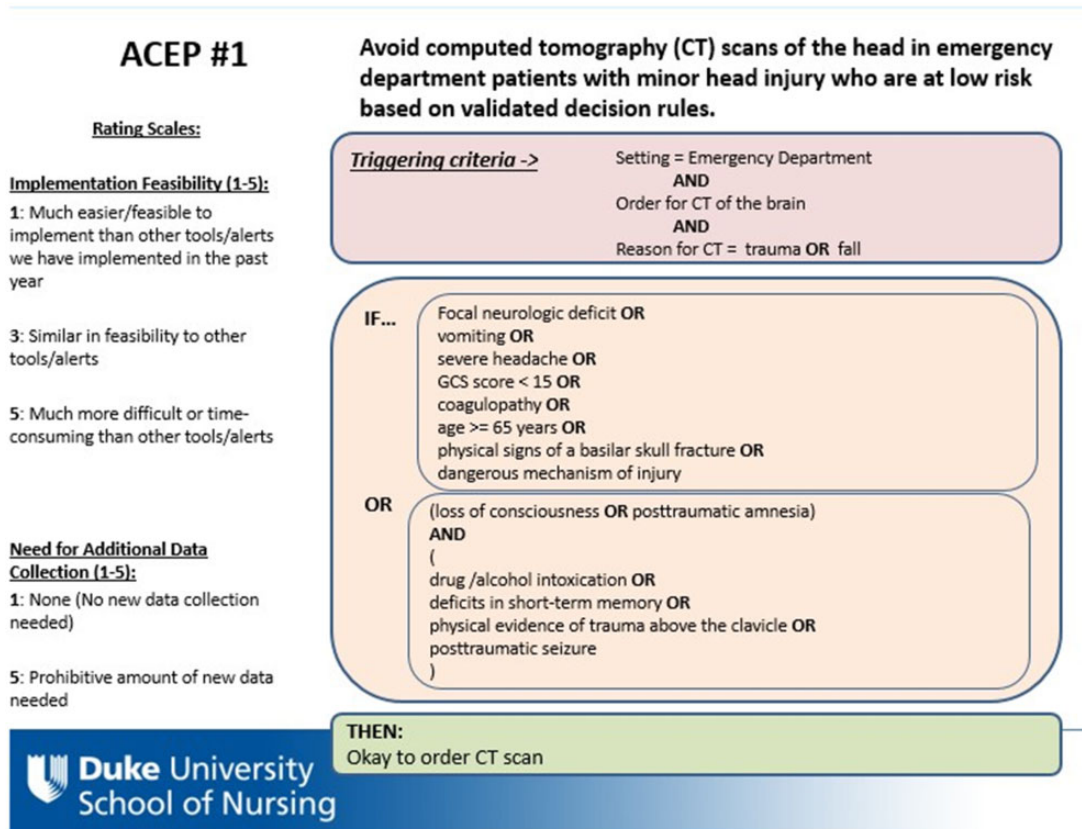 ACEP #1
Rating Scales:
Implementation Feasibility (1-5):
1: Much easier/feasible to
implement than other tools/alerts
we have implemented in the past
year
3: Similar in feasibility to other
tools/alerts
5: Much more difficult or time-
consuming than other tools/alerts
Need for Additional Data
Collection (1-5):
1: None (No new data collection
needed)
5: Prohibitive amount of new data
needed
Avoid computed tomography (CT) scans of the head in emergency
department patients with minor head injury who are at low risk
based on validated decision rules.
Triggering criteria ->
Setting = Emergency Department
AND
Order for CT of the brain
AND
Reason for CT = trauma OR fall
IF...
Focal neurologic deficit OR
vomiting OR
severe headache OR
GCS score < 15 OR
coagulopathy OR
age >= 65 years OR
physical signs of a basilar skull fracture OR
dangerous mechanism of injury
OR
(loss of consciousness OR posttraumatic amnesia)
AND
(
drug /alcohol intoxication OR
deficits in short-term memory OR
physical evidence of trauma above the clavicle OR
posttraumatic seizure
)
THEN:
Okay to order CT scan
Duke University
School of Nursing